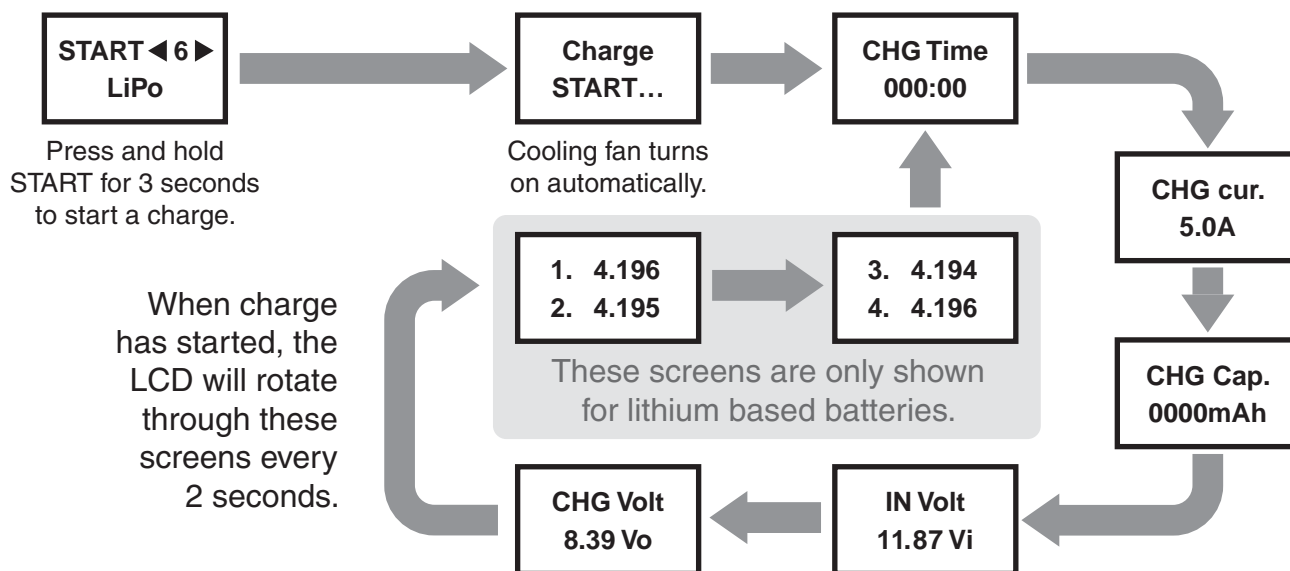 START ◀ 6 ▶
LiPo
Press and hold
START for 3 seconds
to start a charge.
Charge
START...
Cooling fan turns
on automatically.
CHG Time
000:00
CHG cur.
5.0A
CHG Cap.
0000mAh
IN Volt
11.87 Vi
CHG Volt
8.39 Vo
When charge
has started, the
LCD will rotate
through these
screens every
2 seconds.
1. 4.196
2. 4.195
3. 4.194
4. 4.196
These screens are only shown
for lithium based batteries.